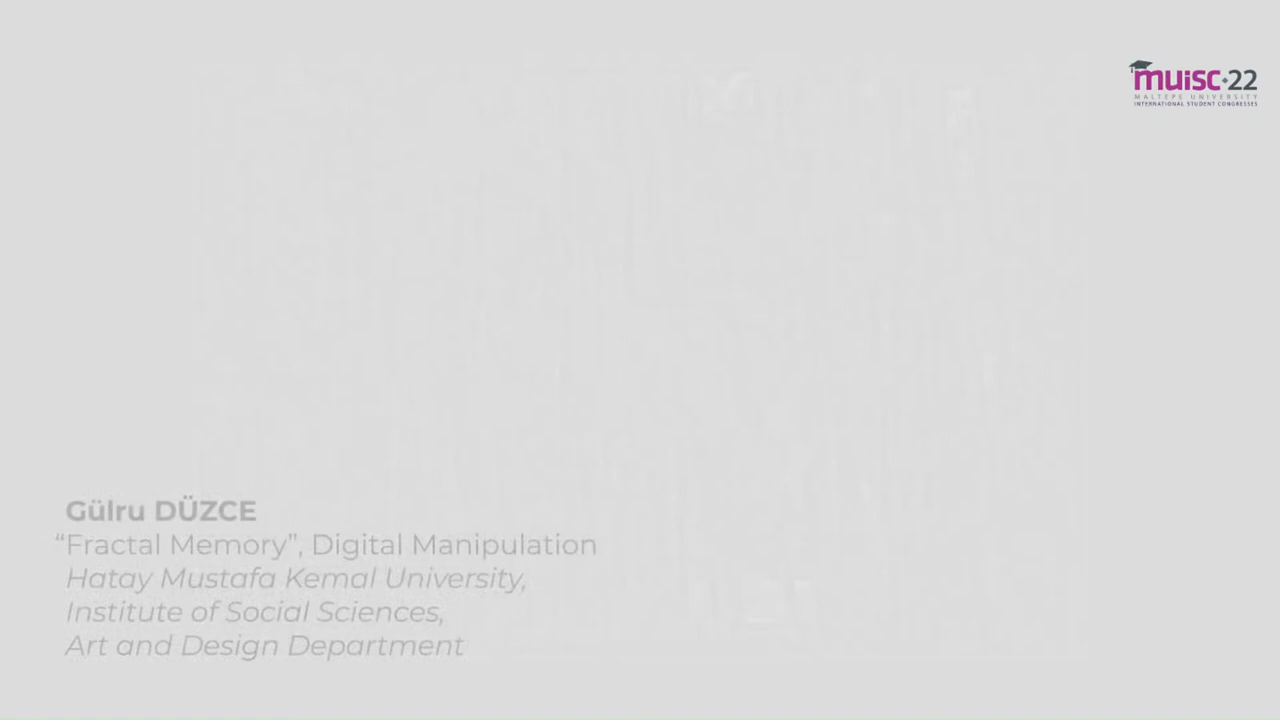 muisc 22
MALTEPE UNIVERSITY
INTERNATIONAL STUDENT CONGRESSES
Gülru DÜZCE
“Fractal Memory”, Digital Manipulation
Hatay Mustafa Kemal University,
Institute of Social Sciences,
Art and Design Department